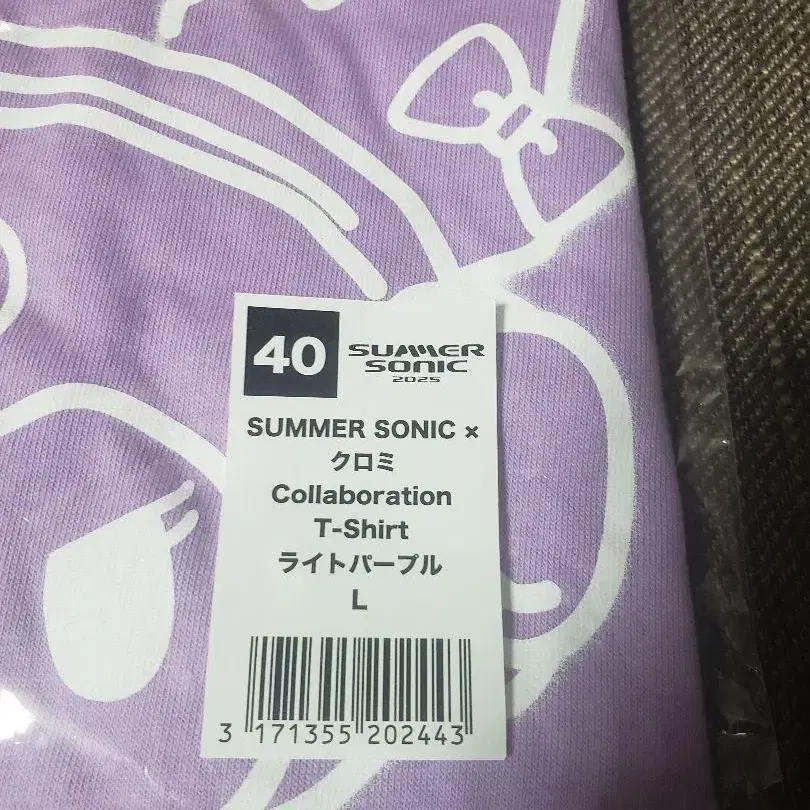 40
SUMMER
SONIC
2025
SUMMER SONIC ×
クロミ
Collaboration
T-Shirt
ライトパープル
L
3 171355 202443